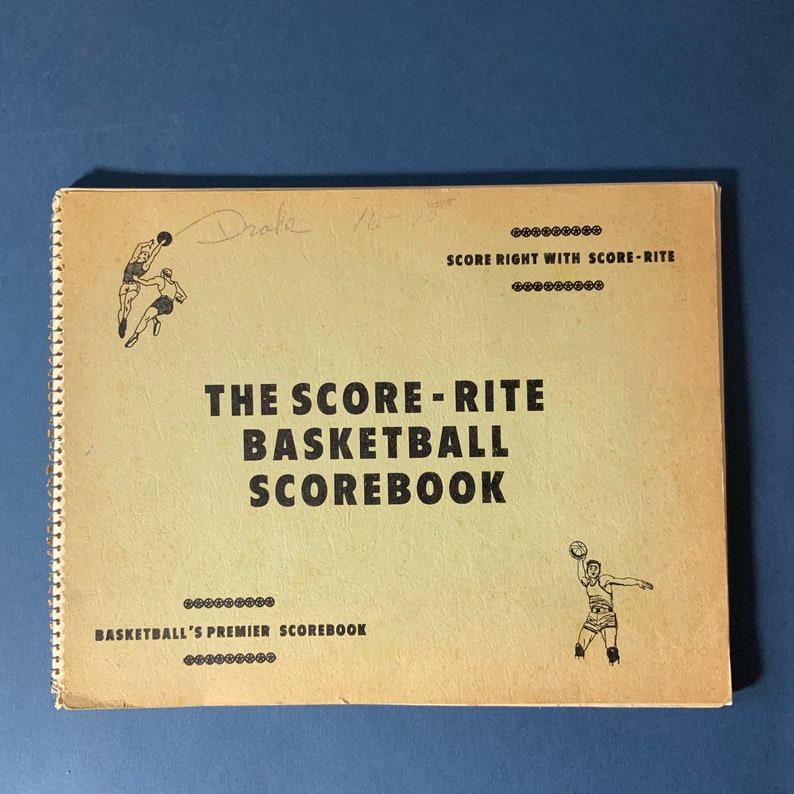 Drake
SCORE RIGHT WITH SCORE-RITE
THE SCORE-RITE
BASKETBALL
SCOREBOOK
BASKETBALL'S PREMIER SCOREBOOK